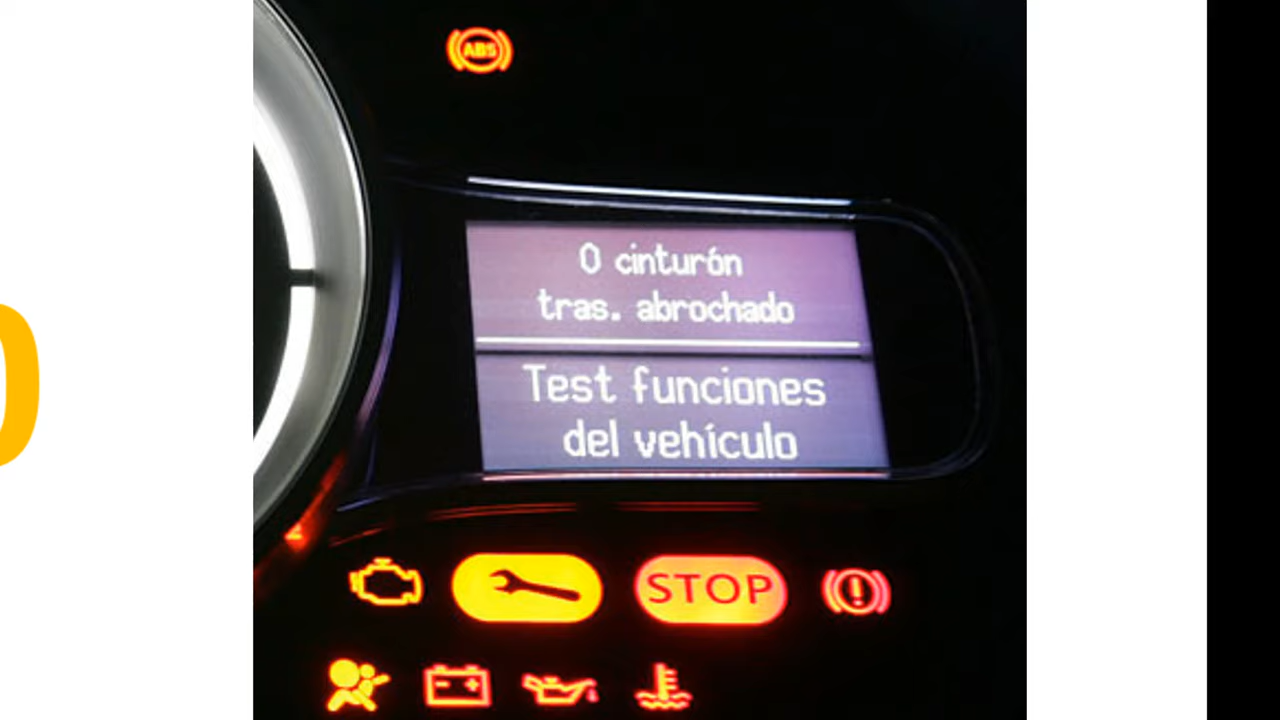 ABS
0 cinturón
tras. abrochado
Test funciones
del vehículo
STOP